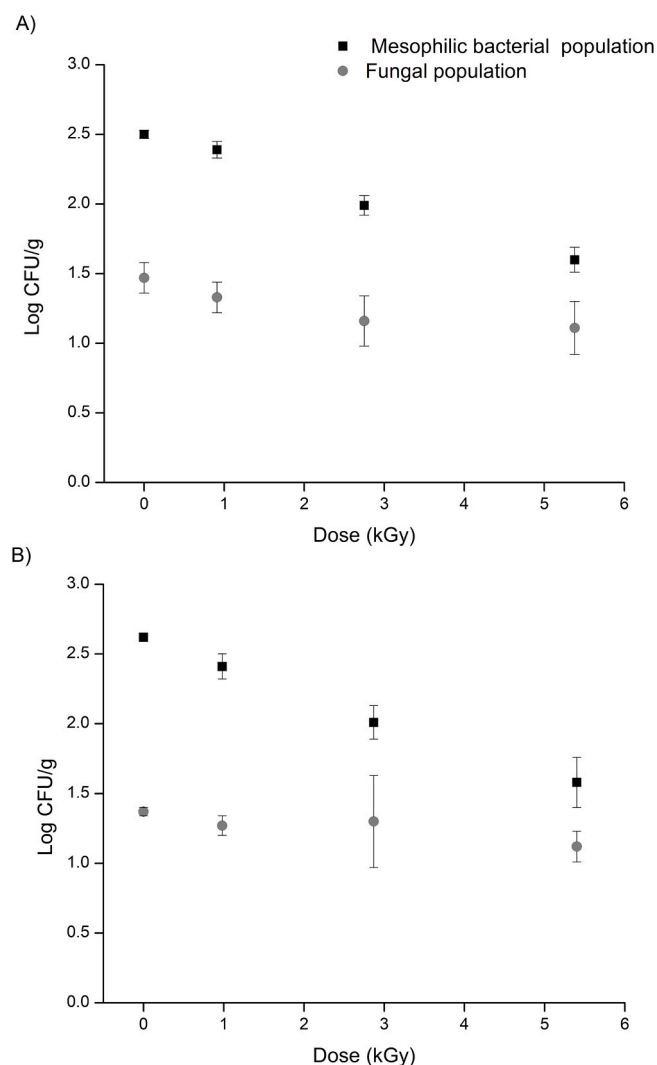 A)
Mesophilic bacterial population
Fungal population
3.0
2.5
2.0
1.5
1.0
0.5
0.0
Log CFU/g
0 1 2 3 4 5 6
Dose (kGy)
B)
3.0
2.5
2.0
1.5
1.0
0.5
0.0
Log CFU/g
0 1 2 3 4 5 6
Dose (kGy)